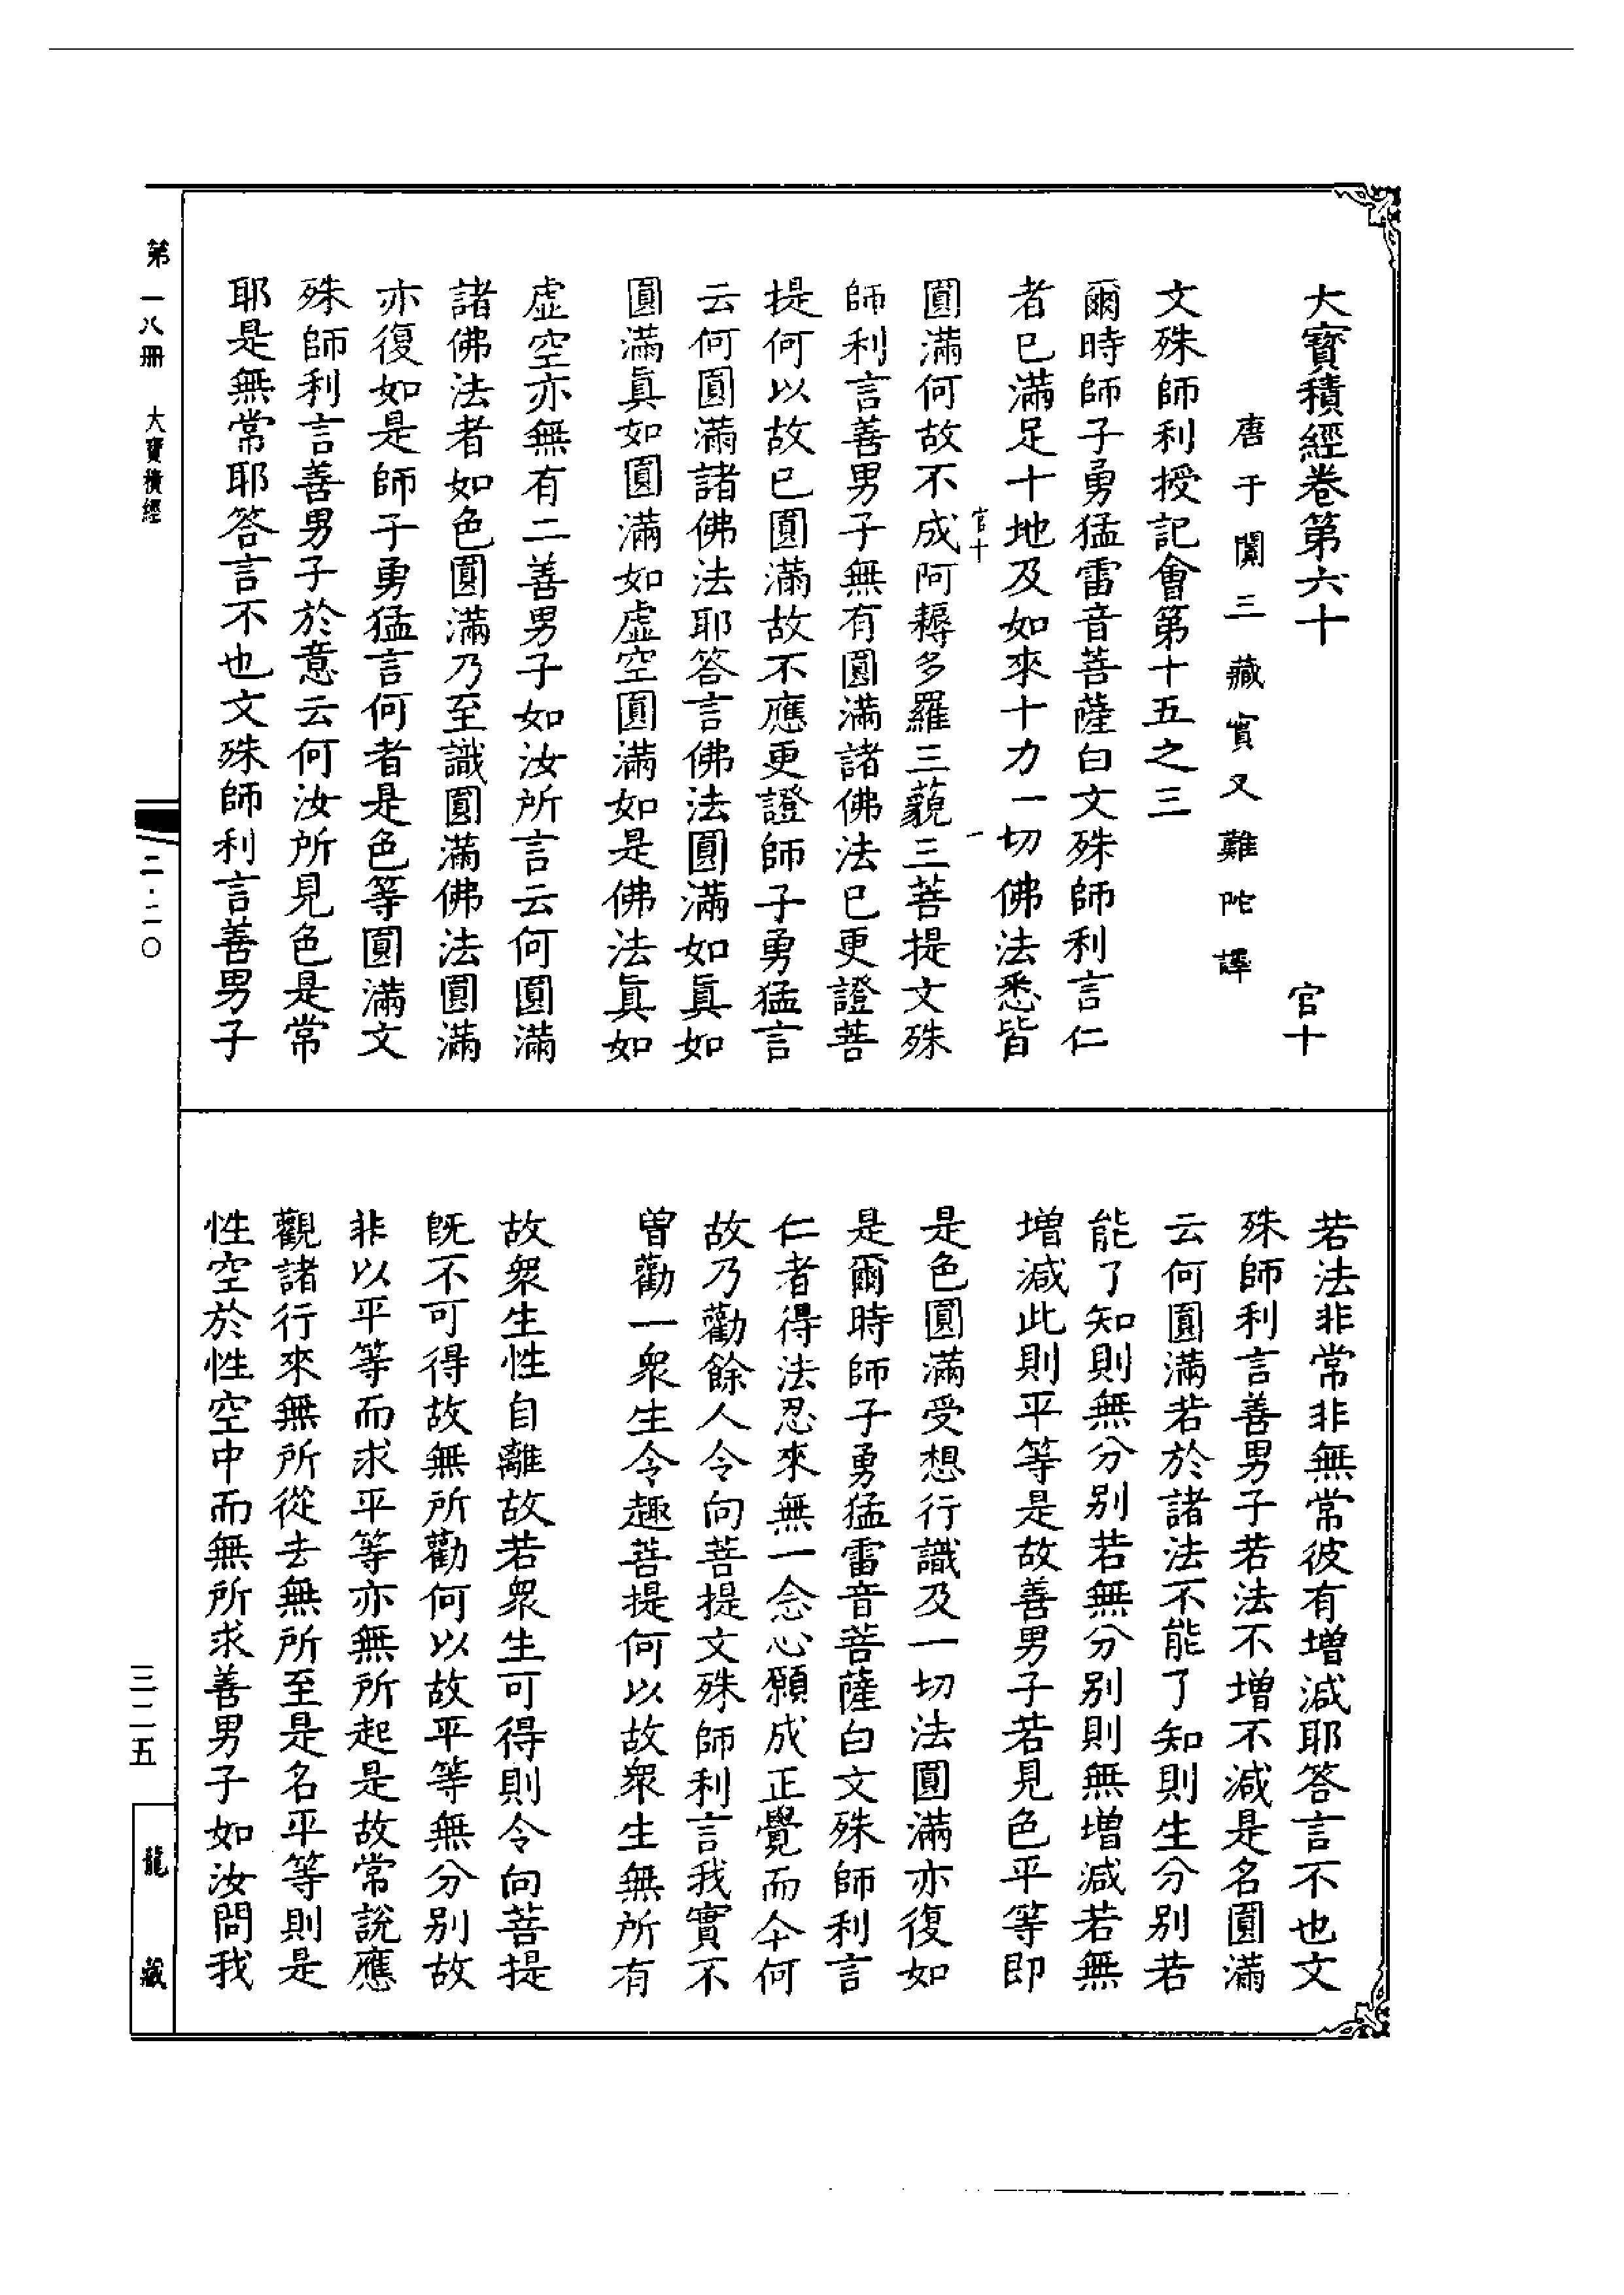 大寶積經卷第六十　官十
唐于闐三藏實叉難陀譯
文殊師利授記會第十五之三
爾時師子勇猛雷音菩薩白文殊師利言仁
者已滿足十地及如來十力一切佛法悉皆
官十　一
圓滿何故不成阿耨多羅三藐三菩提文殊
師利言善男子無有圓滿諸佛法已更證菩
提何以故已圓滿故不應更證師子勇猛言
云何圓滿諸佛法耶答言佛法圓滿如真如
圓滿眞如圓滿如虛空圓滿如是佛法眞如
虛空亦無有二善男子如汝所言云何圓滿
諸佛法者如色圓滿乃至識圓滿佛法圓滿
亦復如是師子勇猛言何者是色等圓滿文
殊師利言善男子於意云何汝所見色是常
耶是無常耶答言不也文殊師利言善男子
若法非常非無常彼有增減耶答言不也文
殊師利言善男子若法不增不減是名圓滿
云何圓滿若於諸法不能了知則生分別若
能了知則無分別若無分別則無增減若無
增減此則平等是故善男子若見色平等即
是色圓滿受想行識及一切法圓滿亦復如
是爾時師子勇猛雷音菩薩白文殊師利言
仁者得法忍來無一念心願成正覺而今何
故乃勸餘人令向菩提文殊師利言我實不
曾勸一衆生令趣菩提何以故衆生無所有
故衆生性自離故若衆生可得則令向菩提
既不可得故無所勸何以故平等無分別故
非以平等而求平等亦無所起是故常說應
觀諸行來無所從去無所至是名平等則是
性空於性空中而無所求善男子如汝問我
第一八冊　大寶積經
二·二〇
三二五
龍藏